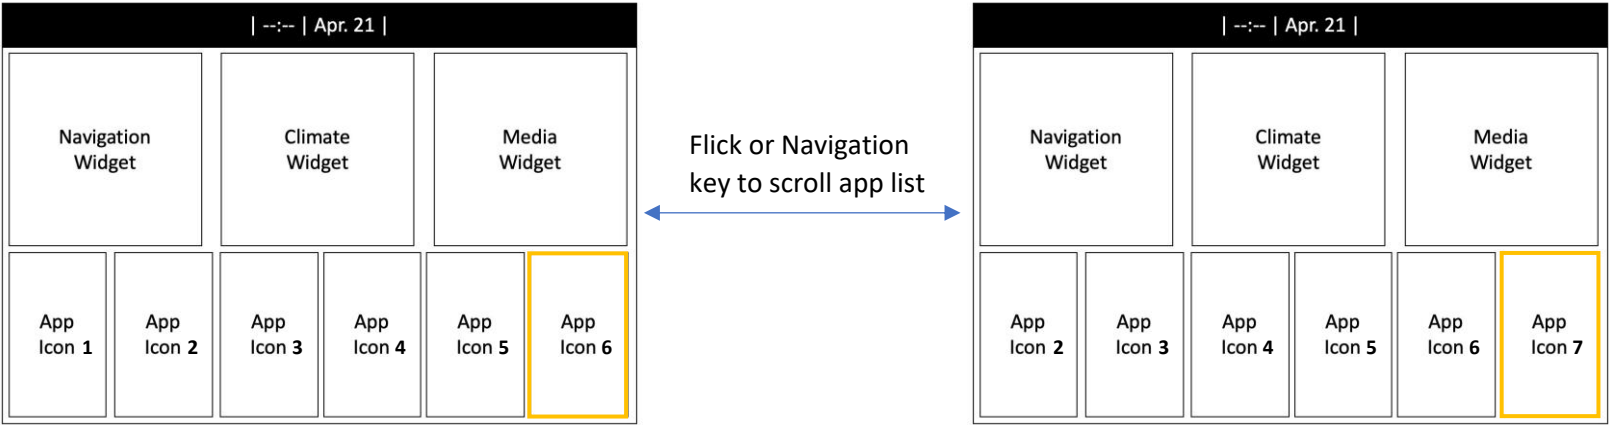 | --:-- | Apr. 21 |
Navigation
Widget
Climate
Widget
Media
Widget
App
Icon 1
App
Icon 2
App
Icon 3
App
Icon 4
App
Icon 5
App
Icon 6
Flick or Navigation
key to scroll app list
| --:-- | Apr. 21 |
Navigation
Widget
Climate
Widget
Media
Widget
App
Icon 2
App
Icon 3
App
Icon 4
App
Icon 5
App
Icon 6
App
Icon 7